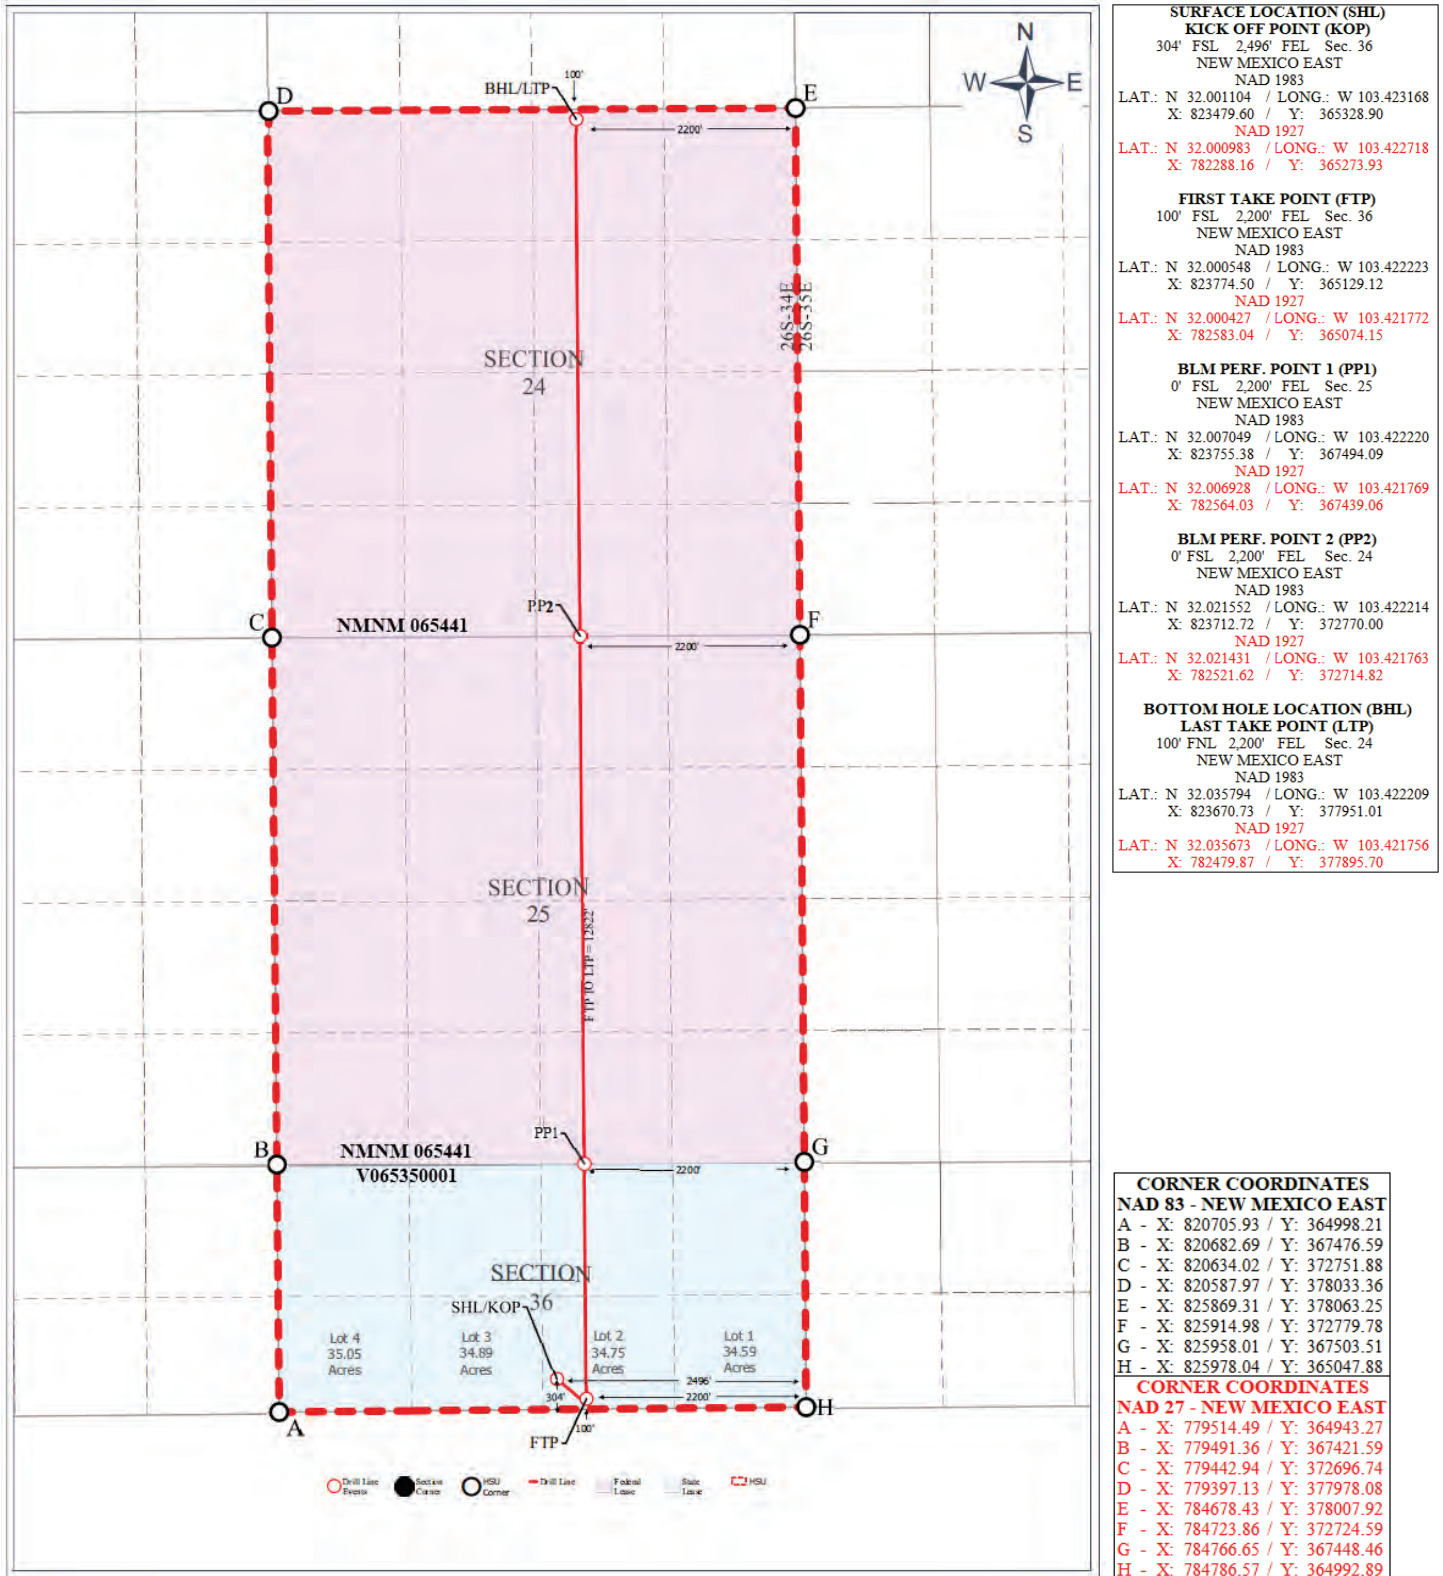 N
W E
S
D
BHL/LTP
100'
E
2200'
26S-34E
26S-35E
SECTION
24
C
NMNM 065441
PP2
2200'
F
SECTION
25
FTP TO LTP = 12822'
B
NMNM 065441
V065350001
PP1
2200'
G
SECTION
36
SHL/KOP
Lot 4
35.05
Acres
Lot 3
34.89
Acres
Lot 2
34.75
Acres
Lot 1
34.59
Acres
2496'
304'
2200'
100'
A
FTP
H
Drill Line
Events
Section
Corner
HSU
Corner
Drill Line
Federal
Lease
State
Lease
HSU
SURFACE LOCATION (SHL)
KICK OFF POINT (KOP)
304' FSL 2,496' FEL Sec. 36
NEW MEXICO EAST
NAD 1983
LAT.: N 32.001104 / LONG.: W 103.423168
X: 823479.60 / Y: 365328.90
NAD 1927
LAT.: N 32.000983 / LONG.: W 103.422718
X: 782288.16 / Y: 365273.93
FIRST TAKE POINT (FTP)
100' FSL 2,200' FEL Sec. 36
NEW MEXICO EAST
NAD 1983
LAT.: N 32.000548 / LONG.: W 103.422223
X: 823774.50 / Y: 365129.12
NAD 1927
LAT.: N 32.000427 / LONG.: W 103.421772
X: 782583.04 / Y: 365074.15
BLM PERF. POINT 1 (PP1)
0' FSL 2,200' FEL Sec. 25
NEW MEXICO EAST
NAD 1983
LAT.: N 32.007049 / LONG.: W 103.422220
X: 823755.38 / Y: 367494.09
NAD 1927
LAT.: N 32.006928 / LONG.: W 103.421769
X: 782564.03 / Y: 367439.06
BLM PERF. POINT 2 (PP2)
0' FSL 2,200' FEL Sec. 24
NEW MEXICO EAST
NAD 1983
LAT.: N 32.021552 / LONG.: W 103.422214
X: 823712.72 / Y: 372770.00
NAD 1927
LAT.: N 32.021431 / LONG.: W 103.421763
X: 782521.62 / Y: 372714.82
BOTTOM HOLE LOCATION (BHL)
LAST TAKE POINT (LTP)
100' FNL 2,200' FEL Sec. 24
NEW MEXICO EAST
NAD 1983
LAT.: N 32.035794 / LONG.: W 103.422209
X: 823670.73 / Y: 377951.01
NAD 1927
LAT.: N 32.035673 / LONG.: W 103.421756
X: 782479.87 / Y: 377895.70
CORNER COORDINATES
NAD 83 - NEW MEXICO EAST
A - X: 820705.93 / Y: 364998.21
B - X: 820682.69 / Y: 367476.59
C - X: 820634.02 / Y: 372751.88
D - X: 820587.97 / Y: 378033.36
E - X: 825869.31 / Y: 378063.25
F - X: 825914.98 / Y: 372779.78
G - X: 825958.01 / Y: 367503.51
H - X: 825978.04 / Y: 365047.88
CORNER COORDINATES
NAD 27 - NEW MEXICO EAST
A - X: 779514.49 / Y: 364943.27
B - X: 779491.36 / Y: 367421.59
C - X: 779442.94 / Y: 372696.74
D - X: 779397.13 / Y: 377978.08
E - X: 784678.43 / Y: 378007.92
F - X: 784723.86 / Y: 372724.59
G - X: 784766.65 / Y: 367448.46
H - X: 784786.57 / Y: 364992.89